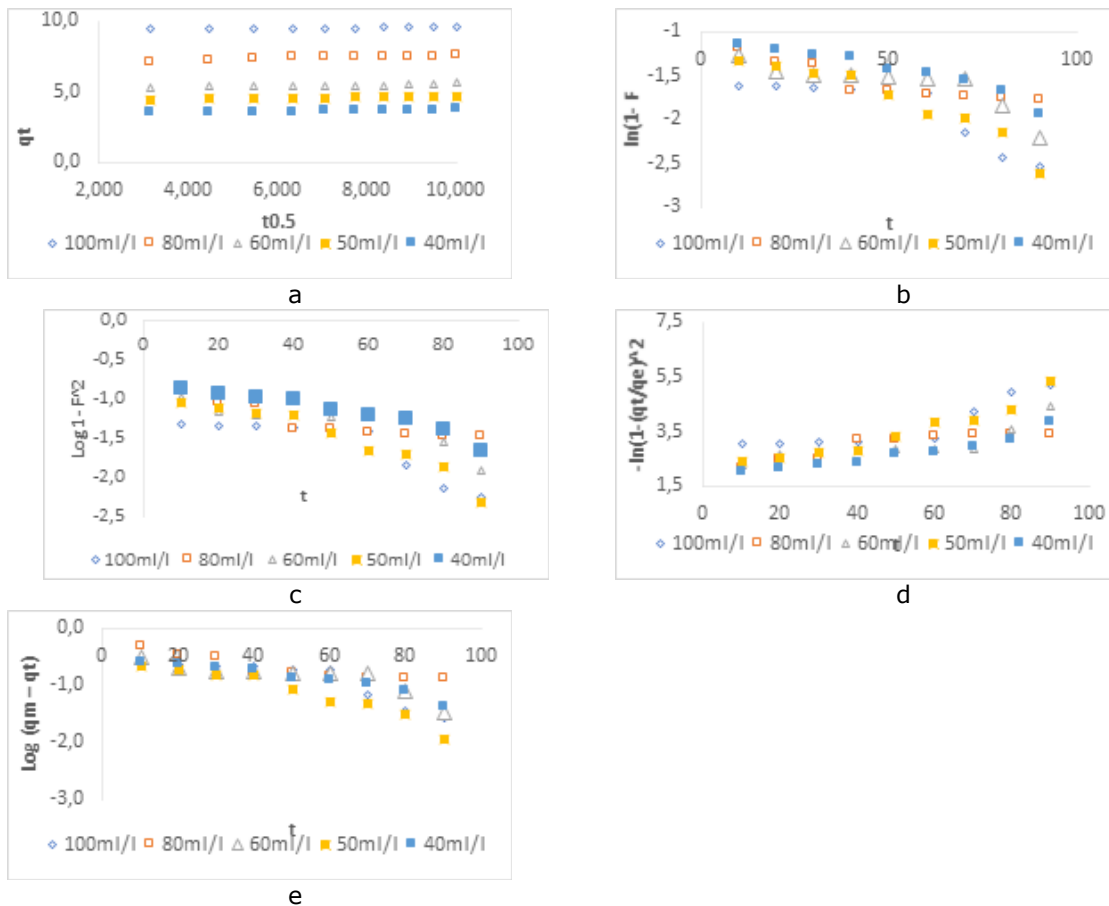 10,0
5,0
0,0
qt
2,000 4,000 6,000 8,000 10,000
t0.5
100ml/l 80ml/l 60ml/l 50ml/l 40ml/l
a
-1
-1,5
-2
-2,5
-3
ln(1- F
0 50 100
t
100ml/l 80ml/l 60ml/l 50ml/l 40ml/l
b
0,0
-0,5
-1,0
-1,5
-2,0
-2,5
Log 1 - F^2
0 20 40 60 80 100
t
100ml/l 80ml/l 60ml/l 50ml/l 40ml/l
c
7,5
5,5
3,5
1,5
-ln(1-(qt/qe)^2
0 20 40 60 80 100
t
100ml/l 80ml/l 60ml/l 50ml/l 40ml/l
d
0,0
-1,0
-2,0
-3,0
Log (qm – qt)
0 20 40 60 80 100
t
100ml/l 80ml/l 60ml/l 50ml/l 40ml/l
e